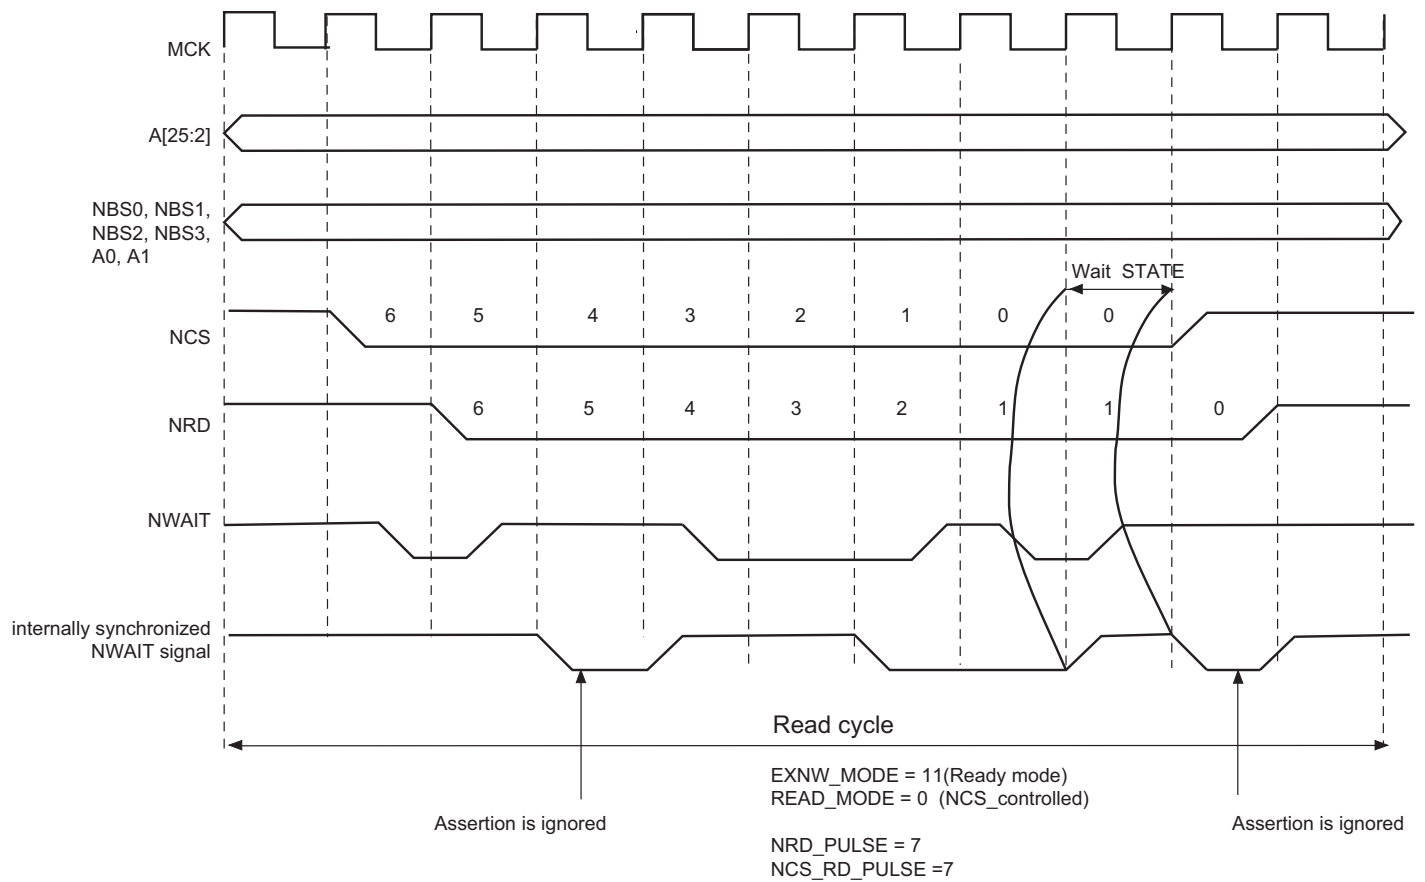 MCK
A[25:2]
NBS0, NBS1,
NBS2, NBS3,
A0, A1
Wait STATE
NCS
6 5 4 3 2 1 0 0
NRD
6 5 4 3 2 1 1 0
NWAIT
internally synchronized
NWAIT signal
Read cycle
EXNW_MODE = 11(Ready mode)
READ_MODE = 0 (NCS_controlled)
Assertion is ignored
Assertion is ignored
NRD_PULSE = 7
NCS_RD_PULSE =7